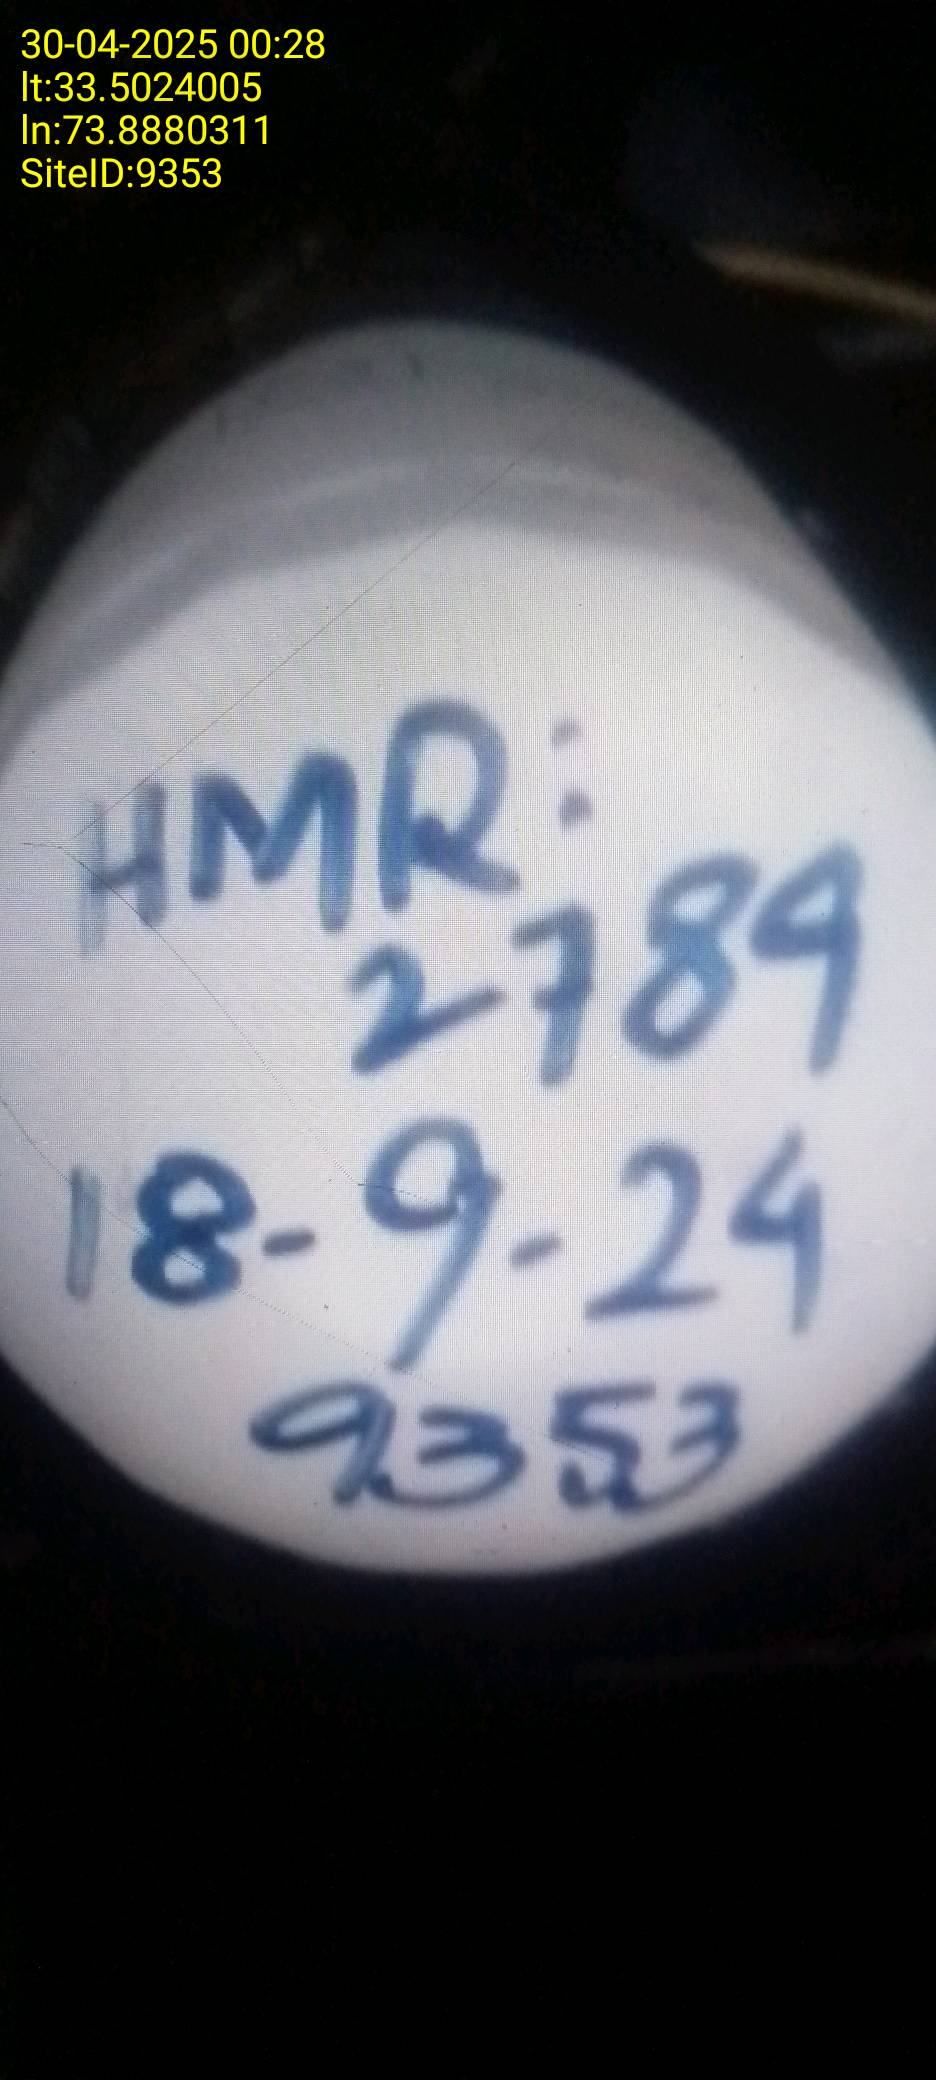 30-04-2025 00:28
lt:33.5024005
ln:73.8880311
SiteID:9353
HMR:
2789
18-9-24
9353